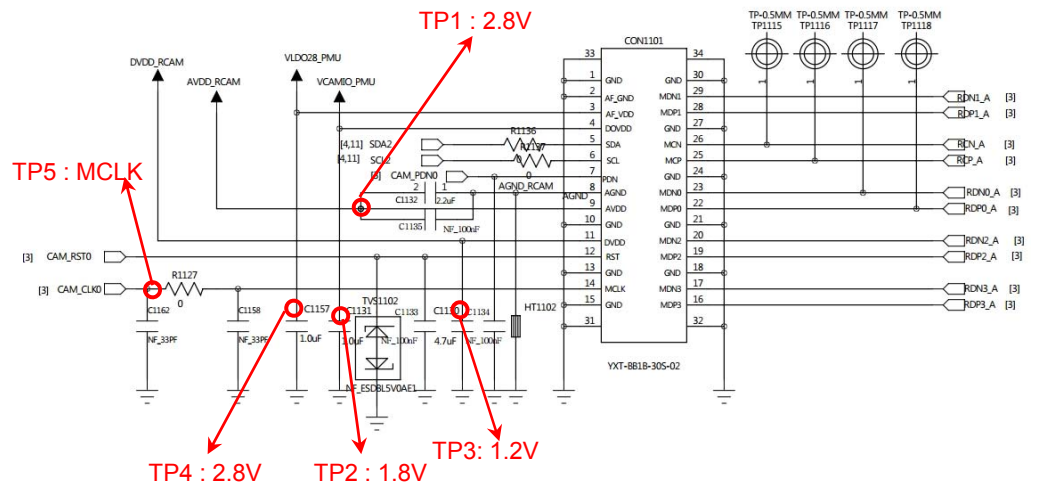 TP1 : 2.8V
TP-0.5MM TP-0.5MM TP-0.5MM TP-0.5MM
TP1115 TP1116 TP1117 TP1118
1 1 1 1
CON1101
DVDD_RCAM
VLDO28_PMU
AVDD_RCAM
VCAMIO_PMU
33 34
1 GND GND 30
2 AF_GND MDN1 29 RDN1_A [3]
3 AF_VDD MDP1 28 RDP1_A [3]
4 DOVDD GND 27
[4,11] SDA2 R1136 5 SDA MCN 26 RCN_A [3]
[4,11] SCL2 R1137 0 6 SCL MCP 25 RCP_A [3]
TP5 : MCLK
[3] CAM_PDN0 0 7 PDN GND 24
2 1 AGND_RCAM AGND 8 AGND MDN0 23 RDN0_A [3]
C1132 2.2uF
9 AVDD MDP0 22 RDP0_A [3]
C1135 NF_100nF
10 GND GND 21
11 DVDD MDN2 20 RDN2_A [3]
[3] CAM_RST0 12 RST MDP2 19 RDP2_A [3]
13 GND GND 18
[3] CAM_CLK0 R1127 0 14 MCLK MDN3 17 RDN3_A [3]
15 GND MDP3 16 RDP3_A [3]
31 32
C1162 C1158 C1157 C1131 TVS1102 C1133 C1134 HT1102
NF_33PF NF_33PF 1.0uF 1.0uF NF_100nF 4.7uF NF_100nF
NF_ESD8L5V0AE1
YXT-BB1B-30S-02
TP4 : 2.8V
TP2 : 1.8V
TP3: 1.2V